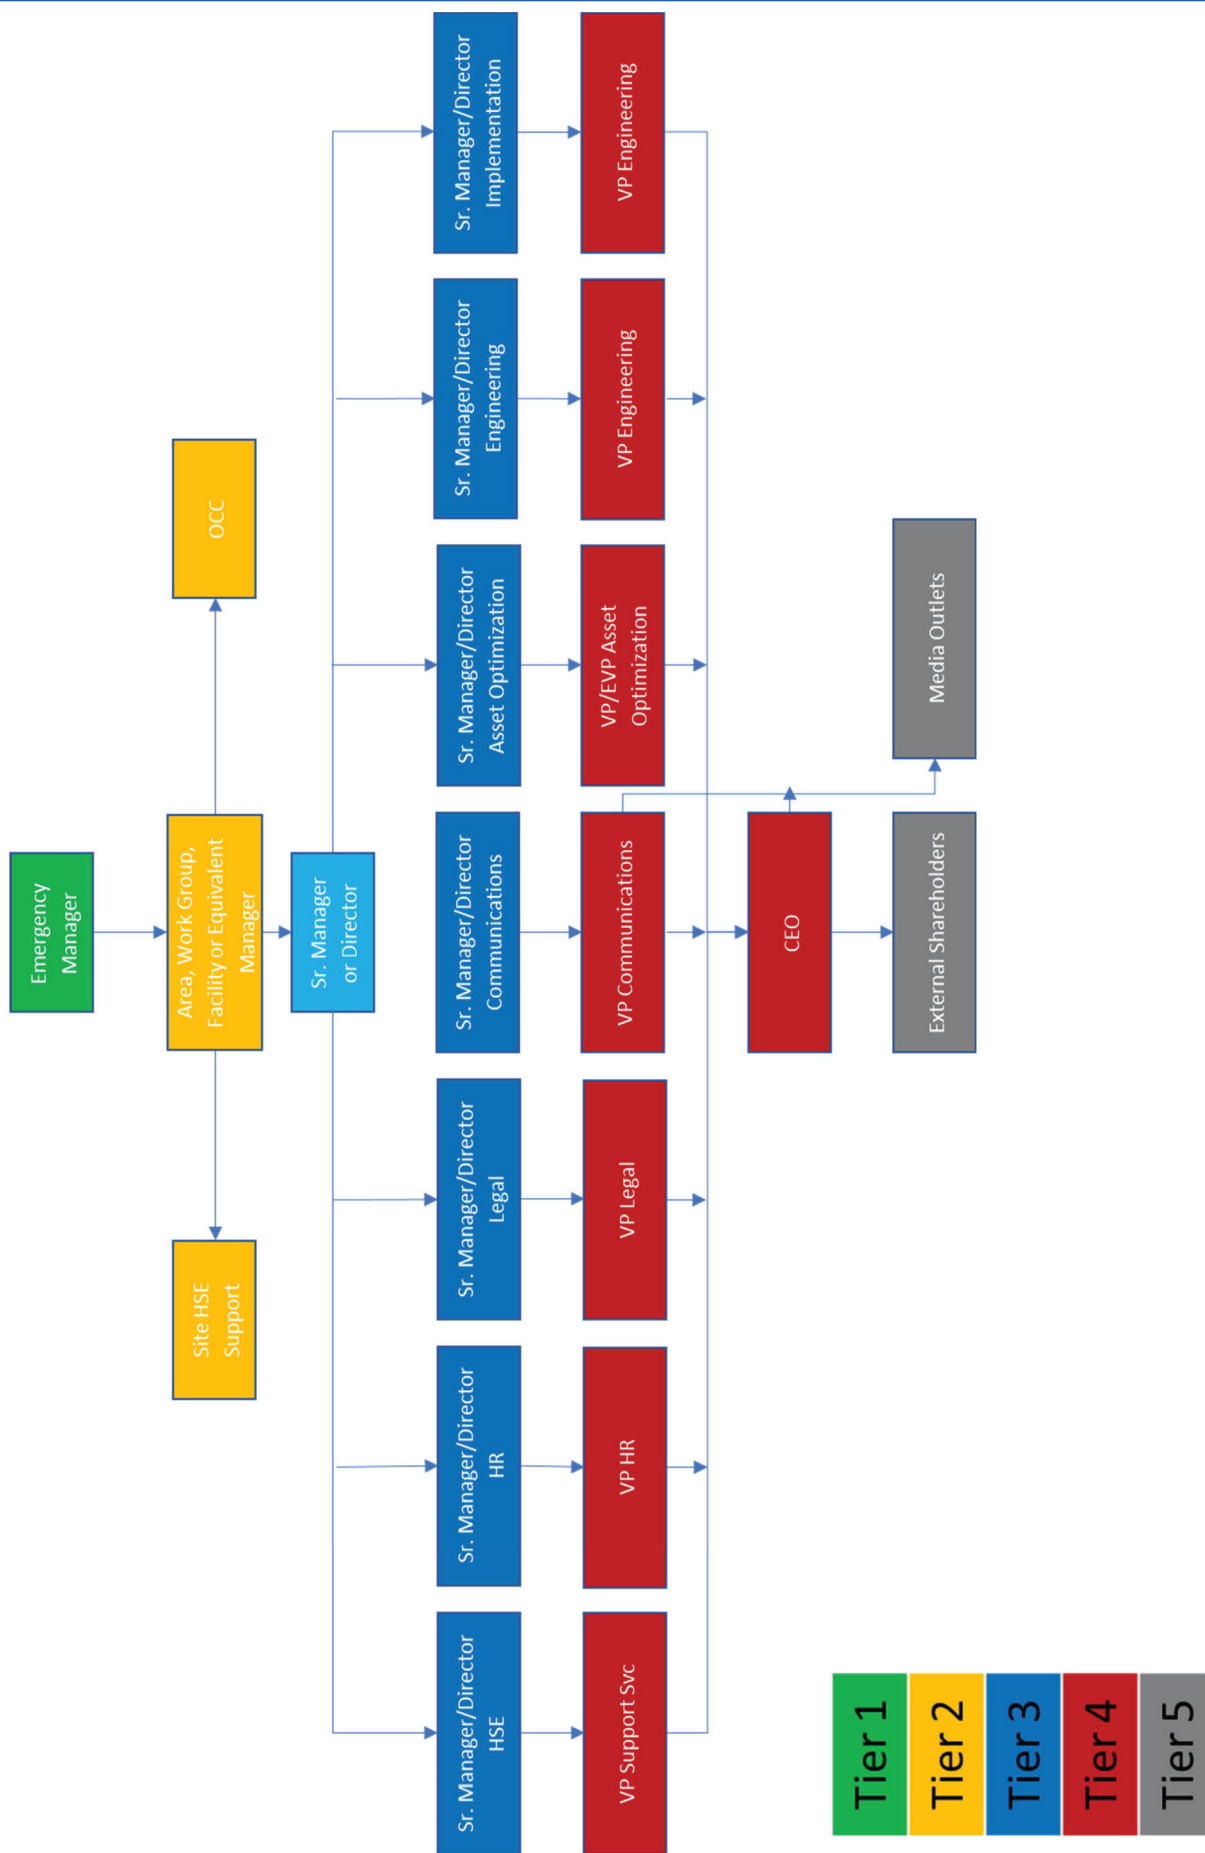 Emergency
Manager
Site HSE
Support
Area, Work Group,
Facility or Equivalent
Manager
OCC
Sr. Manager
or Director
Sr. Manager/Director
HSE
Sr. Manager/Director
HR
Sr. Manager/Director
Legal
Sr. Manager/Director
Communications
Sr. Manager/Director
Asset Optimization
Sr. Manager/Director
Engineering
Sr. Manager/Director
Implementation
VP Support Svc
VP HR
VP Legal
VP Communications
VP/EVP Asset
Optimization
VP Engineering
VP Engineering
CEO
External Shareholders
Media Outlets
Tier 1
Tier 2
Tier 3
Tier 4
Tier 5